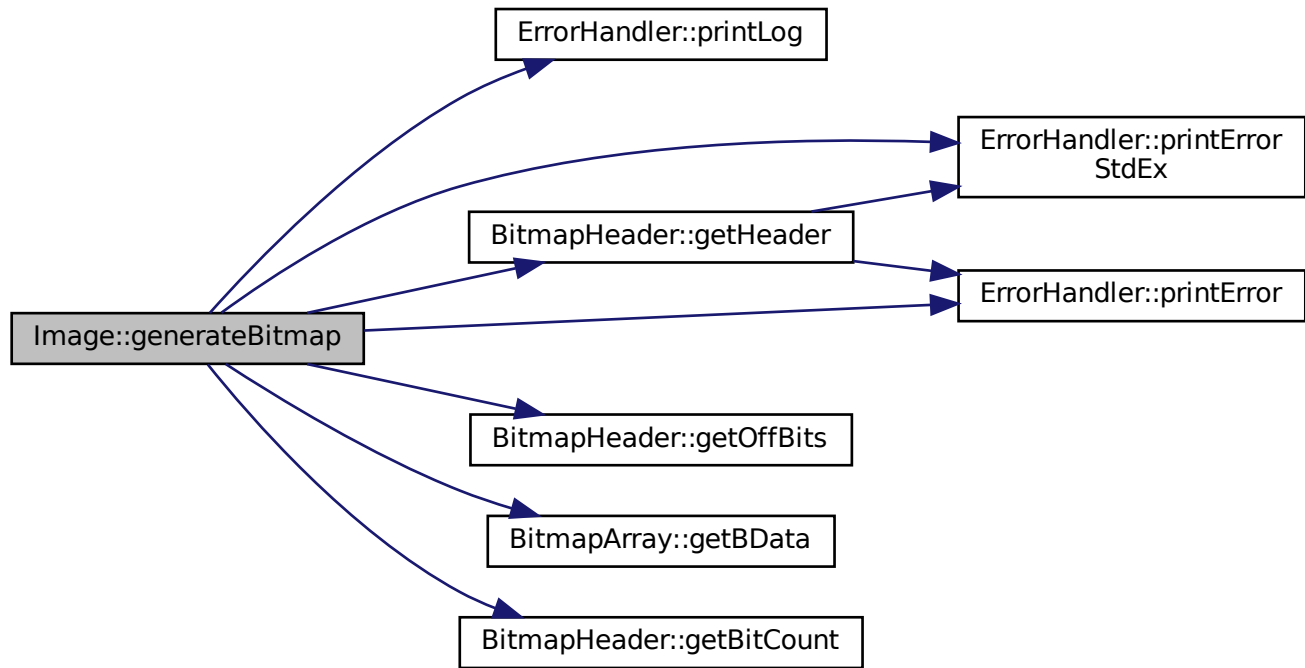 ErrorHandler::printLog
ErrorHandler::printError
StdEx
BitmapHeader::getHeader
ErrorHandler::printError
Image::generateBitmap
BitmapHeader::getOffBits
BitmapArray::getBData
BitmapHeader::getBitCount